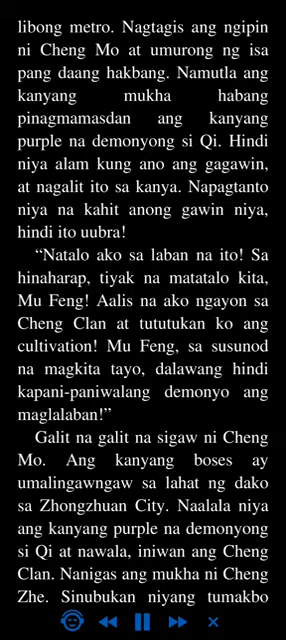 libong metro. Nagtagis ang ngipin
ni Cheng Mo at umurong ng isa
pang daang hakbang. Namutla ang
kanyang mukha habang
pinagmamasdan ang kanyang
purple na demonyong si Qi. Hindi
niya alam kung ano ang gagawin,
at nagalit ito sa kanya. Napagtanto
niya na kahit anong gawin niya,
hindi ito uubra!
“Natalo ako sa laban na ito! Sa
hinaharap, tiyak na matatalo kita,
Mu Feng! Aalis na ako ngayon sa
Cheng Clan at tututukan ko ang
cultivation! Mu Feng, sa susunod
na magkita tayo, dalawang hindi
kapani-paniwalang demonyo ang
maglalaban!”
Galit na galit na sigaw ni Cheng
Mo. Ang kanyang boses ay
umalingawngaw sa lahat ng dako
sa Zhongzhuan City. Naalala niya
ang kanyang purple na demonyong
si Qi at nawala, iniwan ang Cheng
Clan. Nanigas ang mukha ni Cheng
Zhe. Sinubukan niyang tumakbo